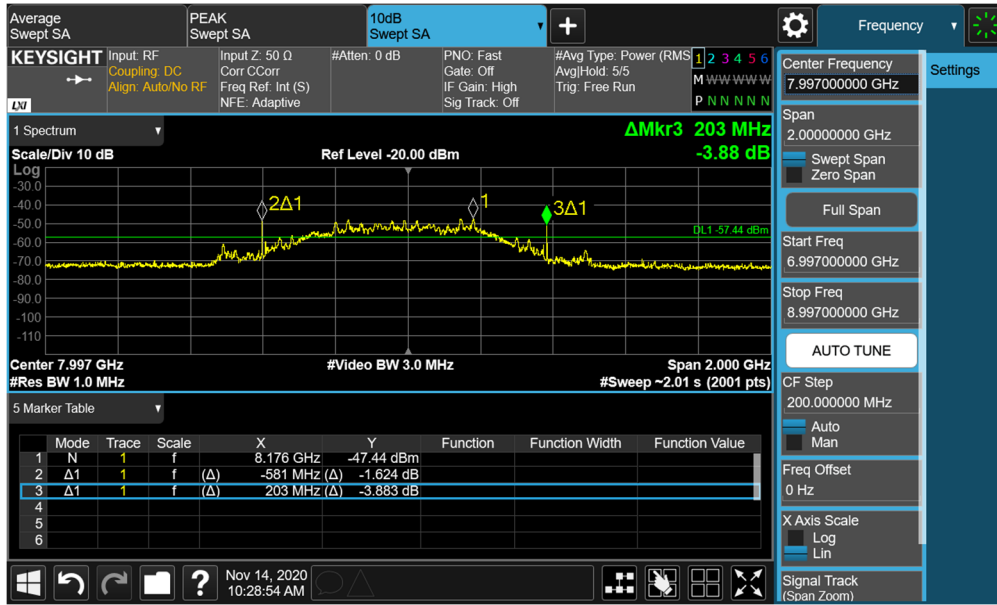 Average
Swept SA
PEAK
Swept SA
10dB
Swept SA
+
Frequency
KEYSIGHT
LXI
Input: RF
Coupling: DC
Align: Auto/No RF
Input Z: 50 Ω
Corr CCorr
Freq Ref: Int (S)
NFE: Adaptive
#Atten: 0 dB
PNO: Fast
Gate: Off
IF Gain: High
Sig Track: Off
#Avg Type: Power (RMS
Avg|Hold: 5/5
Trig: Free Run
1 2 3 4 5 6
M W W W W W
P N N N N N
1 Spectrum
ΔMkr3 203 MHz
-3.88 dB
Scale/Div 10 dB
Ref Level -20.00 dBm
Log
-30.0
-40.0
-50.0
-60.0
-70.0
-80.0
-90.0
-100
-110
2Δ1
1
3Δ1
DL1 -57.44 dBm
Center 7.997 GHz
#Video BW 3.0 MHz
Span 2.000 GHz
#Res BW 1.0 MHz
#Sweep ~2.01 s (2001 pts)
5 Marker Table
Mode Trace Scale X Y Function Function Width Function Value
1 N 1 f 8.176 GHz -47.44 dBm
2 Δ1 1 f (Δ) -581 MHz (Δ) -1.624 dB
3 Δ1 1 f (Δ) 203 MHz (Δ) -3.883 dB
4
5
6
?
Nov 14, 2020
10:28:54 AM
Center Frequency
7.997000000 GHz
Settings
Span
2.00000000 GHz
Swept Span
Zero Span
Full Span
Start Freq
6.997000000 GHz
Stop Freq
8.997000000 GHz
AUTO TUNE
CF Step
200.000000 MHz
Auto
Man
Freq Offset
0 Hz
X Axis Scale
Log
Lin
Signal Track
(Span Zoom)